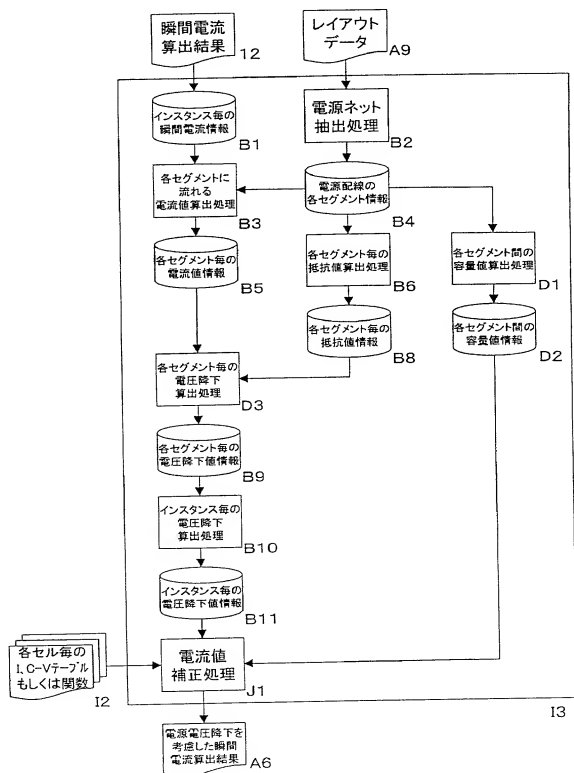 瞬間電流
算出結果
12
レイアウト
データ
A9
インスタンス毎の
瞬間電流情報
B1
電源ネット
抽出処理
B2
各セグメントに
流れる
電流値算出処理
B3
電源配線の
各セグメント情報
B4
各セグメント毎の
電流値情報
B5
各セグメント毎の
抵抗値算出処理
B6
各セグメント間の
容量値算出処理
D1
各セグメント毎の
抵抗値情報
B8
各セグメント間の
容量値情報
D2
各セグメント毎の
電圧降下
算出処理
D3
各セグメント毎の
電圧降下値情報
B9
インスタンス毎の
電圧降下
算出処理
B10
インスタンス毎の
電圧降下値情報
B11
各セル毎の
I、C-Vテーブル
もしくは関数
I2
電流値
補正処理
J1
I3
電源電圧降下を
考慮した瞬間
電流算出結果
A6